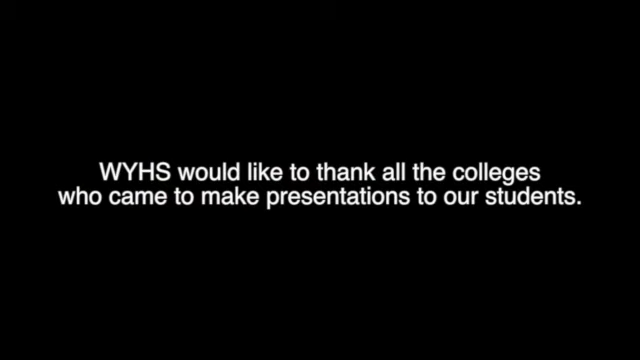 WYHS would like to thank all the colleges
who came to make presentations to our students.